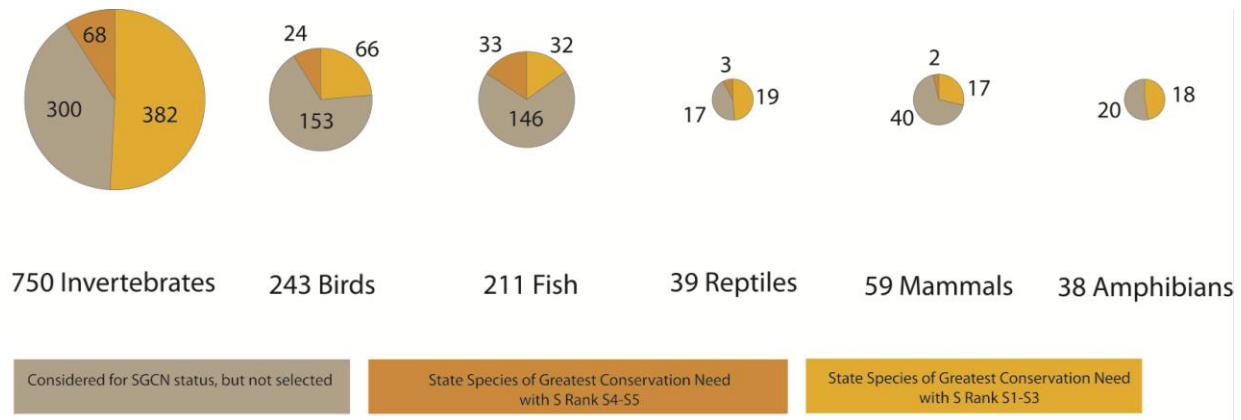 68
300
382
24
66
153
33
32
146
3
17
19
2
17
40
20
18
750 Invertebrates
243 Birds
211 Fish
39 Reptiles
59 Mammals
38 Amphibians
Considered for SGCN status, but not selected
State Species of Greatest Conservation Need
with S Rank S4-S5
State Species of Greatest Conservation Need
with S Rank S1-S3